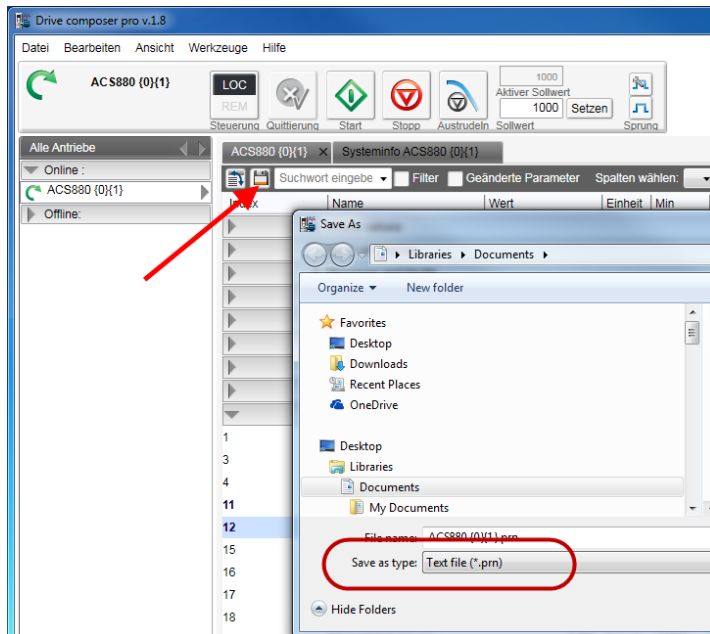 Drive composer pro v.1.8
Datei Bearbeiten Ansicht Werkzeuge Hilfe
ACS880 {0}{1}
LOC
REM
Steuerung Quittierung Start Stopp Austrudeln
1000
Aktiver Sollwert
1000 Setzen
Sollwert
Sprung
Alle Antriebe
Online :
ACS880 {0}{1}
Offline:
ACS880 {0}{1} × Systeminfo ACS880 {0}{1}
Suchwort eingebe Filter Geänderte Parameter Spalten wählen:
Index Name Wert Einheit Min
1
3
4
11
12
15
16
17
18
Save As
Libraries Documents
Organize New folder
Favorites
Desktop
Downloads
Recent Places
OneDrive
Desktop
Libraries
Documents
My Documents
File name: ACS880 {0}{1}.prn
Save as type: Text file (*.prn)
Hide Folders